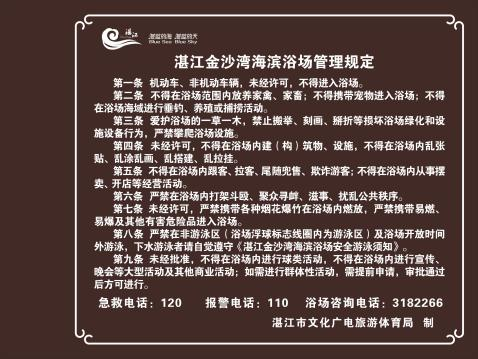 湛江
湛蓝的海 湛蓝的天
Blue Sea Blue Sky
湛江金沙湾海滨浴场管理规定
第一条 机动车、非机动车辆，未经许可，不得进入浴场。
第二条 不得在浴场范围内放养家禽、家畜；不得携带宠物进入浴场；不得
在浴场海域进行垂钓、养殖或捕捞活动。
第三条 爱护浴场的一草一木，禁止搬举、刻画、掰折等损坏浴场绿化和设
施设备行为，严禁攀爬浴场设施。
第四条 未经许可，不得在浴场内建（构）筑物、设施，不得在浴场内乱张
贴、乱涂乱画、乱搭建、乱拉挂。
第五条 不得在浴场内跟客、拉客、尾随兜售、欺诈游客；不得在浴场内从事摆
卖、开店等经营活动。
第六条 严禁在浴场内打架斗殴、聚众寻衅、滋事、扰乱公共秩序。
第七条 未经许可，严禁携带各种烟花爆竹在浴场内燃放，严禁携带易燃、
易爆及其他有害危险品进入浴场。
第八条 严禁在非游泳区（浴场浮球标志线圈内为游泳区）及浴场开放时间
外游泳，下水游泳者请自觉遵守《湛江金沙湾海滨浴场安全游泳须知》。
第九条 未经批准，不得在浴场内进行球类活动，不得在浴场内进行宣传、
晚会等大型活动及其他商业活动；如需进行群体性活动，需提前申请，审批通过
后方可进行。
急救电话：120 报警电话：110 浴场咨询电话：3182266
湛江市文化广电旅游体育局 制